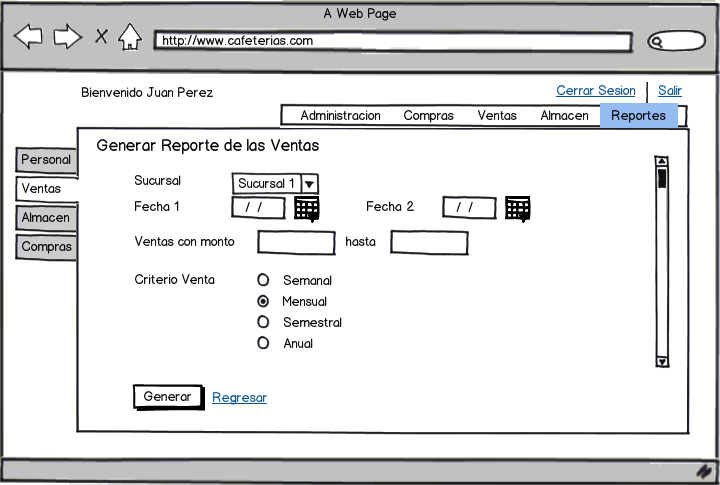 A Web Page
http://www.cafeterias.com
Bienvenido Juan Perez
Cerrar Sesion Salir
Administracion Compras Ventas Almacen Reportes
Generar Reporte de las Ventas
Personal
Ventas
Almacen
Compras
Sucursal Sucursal 1
Fecha 1 / / Fecha 2 / /
Ventas con monto hasta
Criterio Venta Semanal
Mensual
Semestral
Anual
Generar Regresar